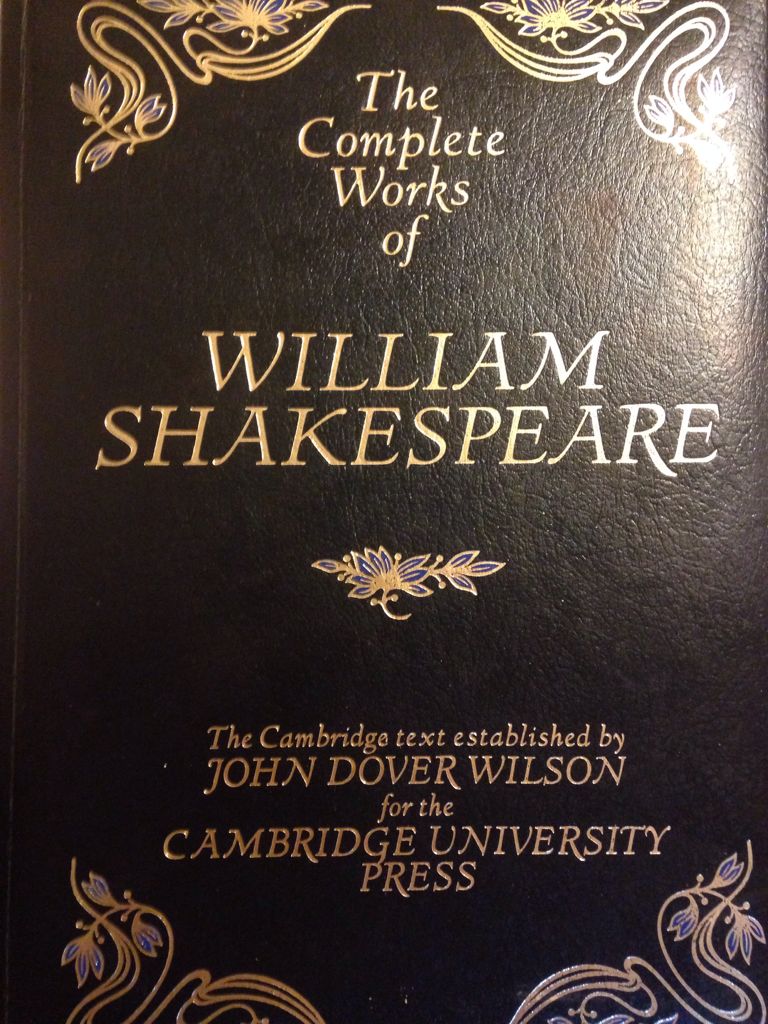 The
Complete
Works
of
WILLIAM
SHAKESPEARE
The Cambridge text established by
JOHN DOVER WILSON
for the
CAMBRIDGE UNIVERSITY
PRESS